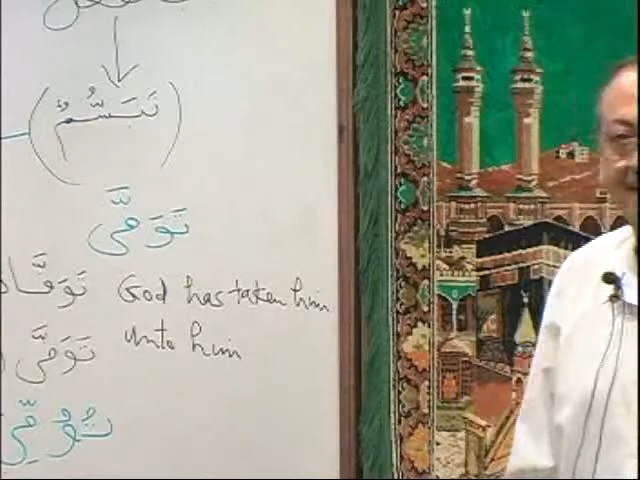 (تَبَسُّمٌ)
تَوَفَّى
تَوَفَّاه God has taken him
تَوَفَّى unto him
تُوُفِّيَ